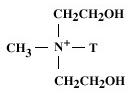 CH₂CH₂OH
CH₃ — N⁺ — T
CH₂CH₂OH